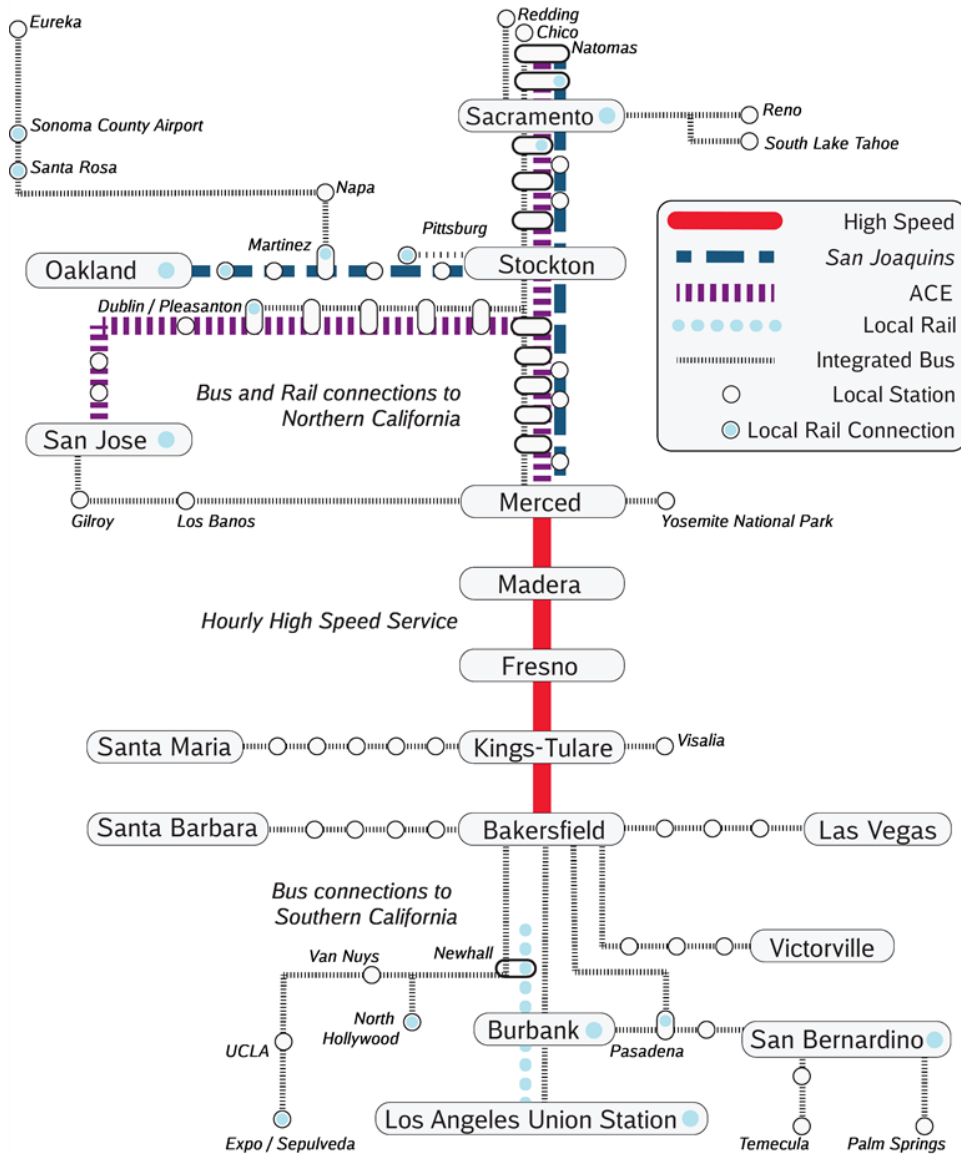 Eureka
Redding
Chico
Natomas
Sacramento
Reno
South Lake Tahoe
Sonoma County Airport
Santa Rosa
Napa
Pittsburg
Martinez
Oakland
Stockton
High Speed
San Joaquins
ACE
Local Rail
Integrated Bus
Local Station
Local Rail Connection
Dublin / Pleasanton
Bus and Rail connections to
Northern California
San Jose
Merced
Gilroy
Los Banos
Yosemite National Park
Madera
Hourly High Speed Service
Fresno
Santa Maria
Kings-Tulare
Visalia
Santa Barbara
Bakersfield
Las Vegas
Bus connections to
Southern California
Van Nuys
Newhall
Victorville
North
Hollywood
Burbank
Pasadena
San Bernardino
UCLA
Los Angeles Union Station
Expo / Sepulveda
Temecula
Palm Springs